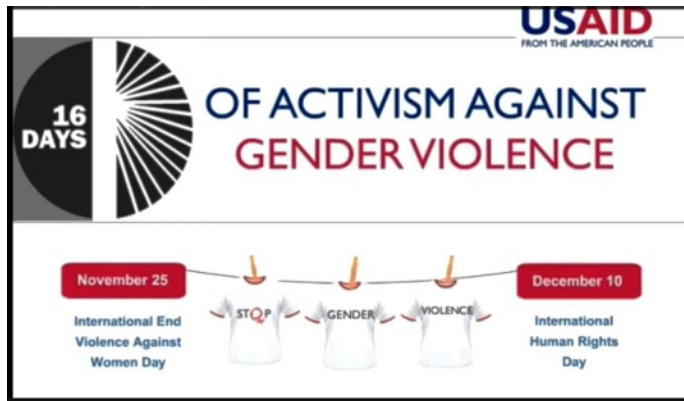 USAID
FROM THE AMERICAN PEOPLE
16
DAYS
OF ACTIVISM AGAINST
GENDER VIOLENCE
November 25
International End
Violence Against
Women Day
STOP
GENDER
VIOLENCE
December 10
International
Human Rights
Day